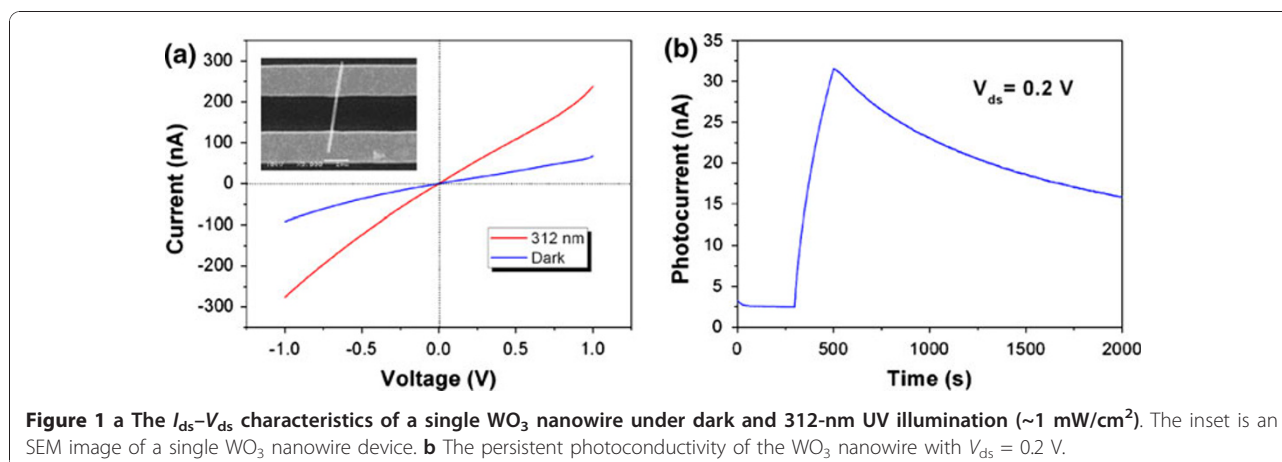 (a)
300
200
100
0
-100
-200
-300
Current (nA)
-1.0 -0.5 0.0 0.5 1.0
Voltage (V)
312 nm
Dark
(b)
35
30
25
20
15
10
5
0
Photocurrent (nA)
V_ds = 0.2 V
0 500 1000 1500 2000
Time (s)
Figure 1 a The I_ds–V_ds characteristics of a single WO₃ nanowire under dark and 312-nm UV illumination (~1 mW/cm²). The inset is an
SEM image of a single WO₃ nanowire device. b The persistent photoconductivity of the WO₃ nanowire with V_ds = 0.2 V.